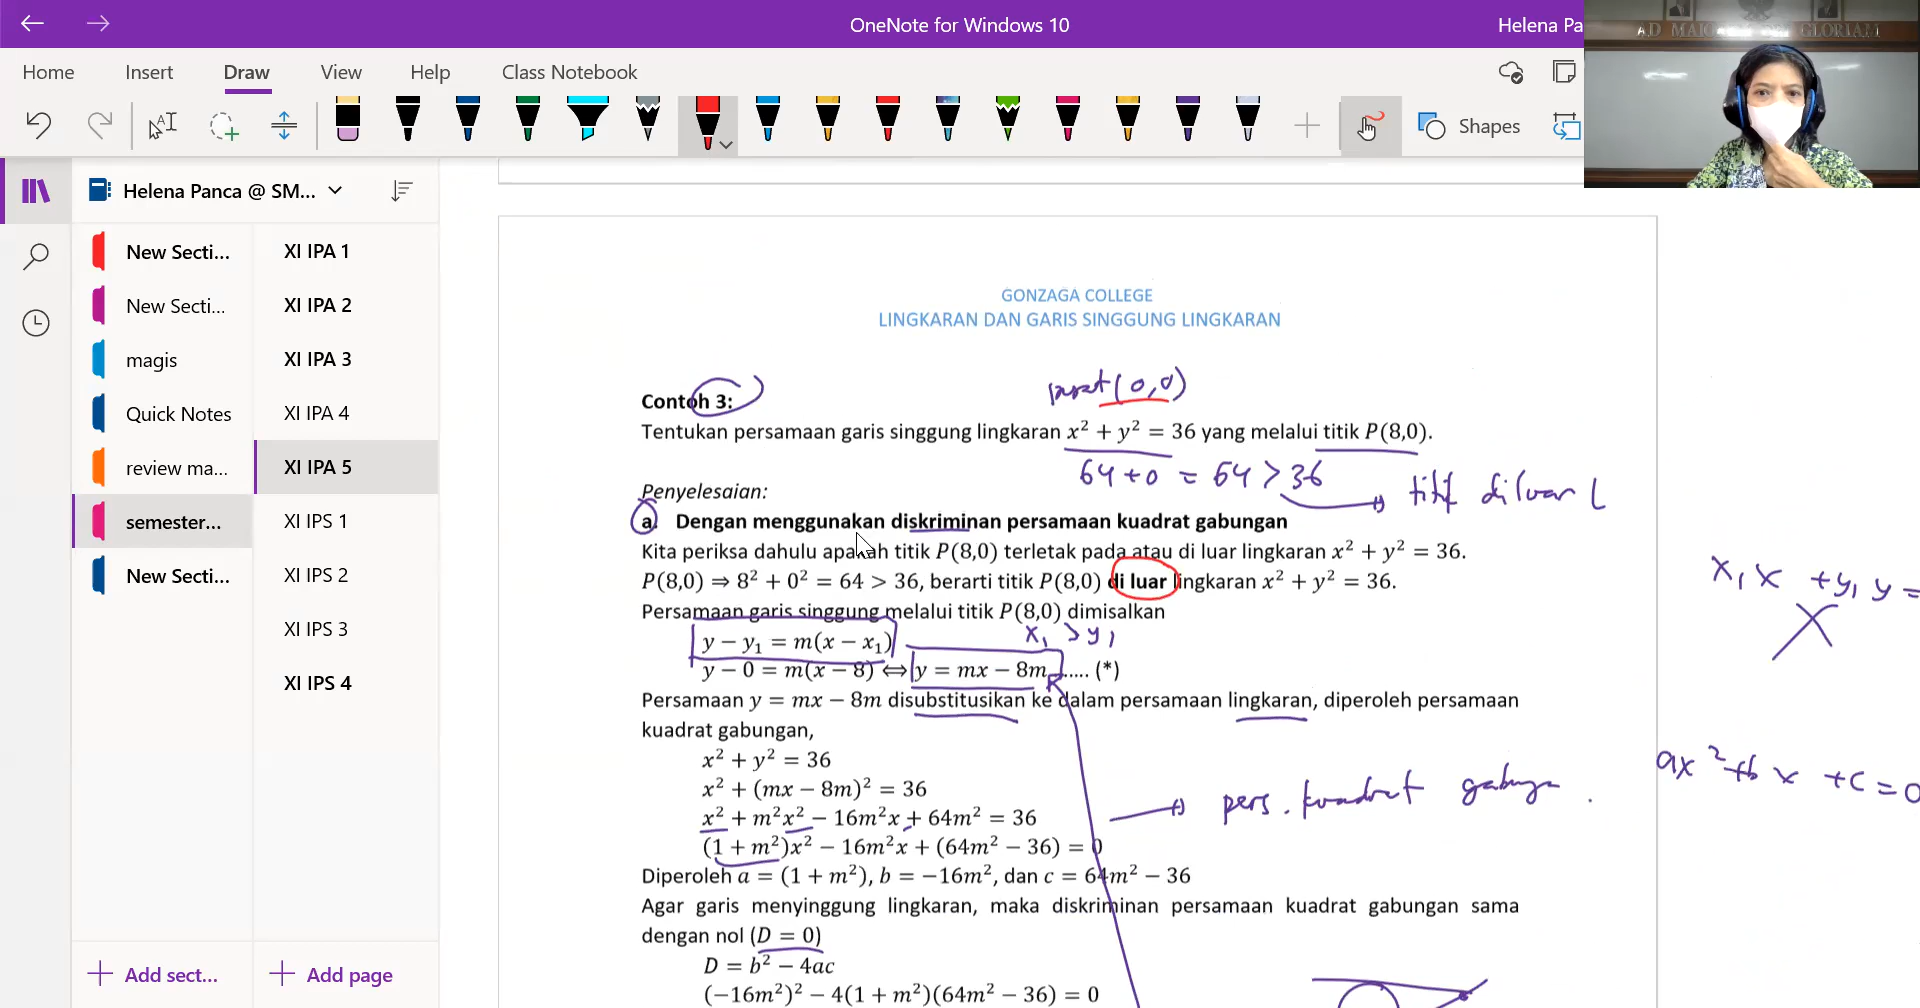 OneNote for Windows 10
Helena Pa
AD MAIO GLORIAM
Home Insert Draw View Help Class Notebook
Shapes
Helena Panca @ SM...
New Secti...
New Secti...
magis
Quick Notes
review ma...
semester...
New Secti...
Add sect...
XI IPA 1
XI IPA 2
XI IPA 3
XI IPA 4
XI IPA 5
XI IPS 1
XI IPS 2
XI IPS 3
XI IPS 4
Add page
GONZAGA COLLEGE
LINGKARAN DAN GARIS SINGGUNG LINGKARAN
pusat (0,0)
Contoh 3:
Tentukan persamaan garis singgung lingkaran x² + y² = 36 yang melalui titik P(8,0).
64 + 0 = 64 > 36 → titik diluar L
Penyelesaian:
a. Dengan menggunakan diskriminan persamaan kuadrat gabungan
Kita periksa dahulu apakah titik P(8,0) terletak pada atau di luar lingkaran x² + y² = 36.
P(8,0) ⇒ 8² + 0² = 64 > 36, berarti titik P(8,0) di luar lingkaran x² + y² = 36.
x₁x + y₁y =
Persamaan garis singgung melalui titik P(8,0) dimisalkan
y − y₁ = m(x − x₁) x₁ > y₁
y − 0 = m(x − 8) ⇔ y = mx − 8m ..... (*)
Persamaan y = mx − 8m disubstitusikan ke dalam persamaan lingkaran, diperoleh persamaan
kuadrat gabungan,
x² + y² = 36
x² + (mx − 8m)² = 36
ax² + bx + c = 0
x² + m²x² − 16m²x + 64m² = 36 → pers. kuadrat
(1 + m²)x² − 16m²x + (64m² − 36) = 0
Diperoleh a = (1 + m²), b = −16m², dan c = 64m² − 36
Agar garis menyinggung lingkaran, maka diskriminan persamaan kuadrat gabungan sama
dengan nol (D = 0)
D = b² − 4ac
(−16m²)² − 4(1 + m²)(64m² − 36) = 0